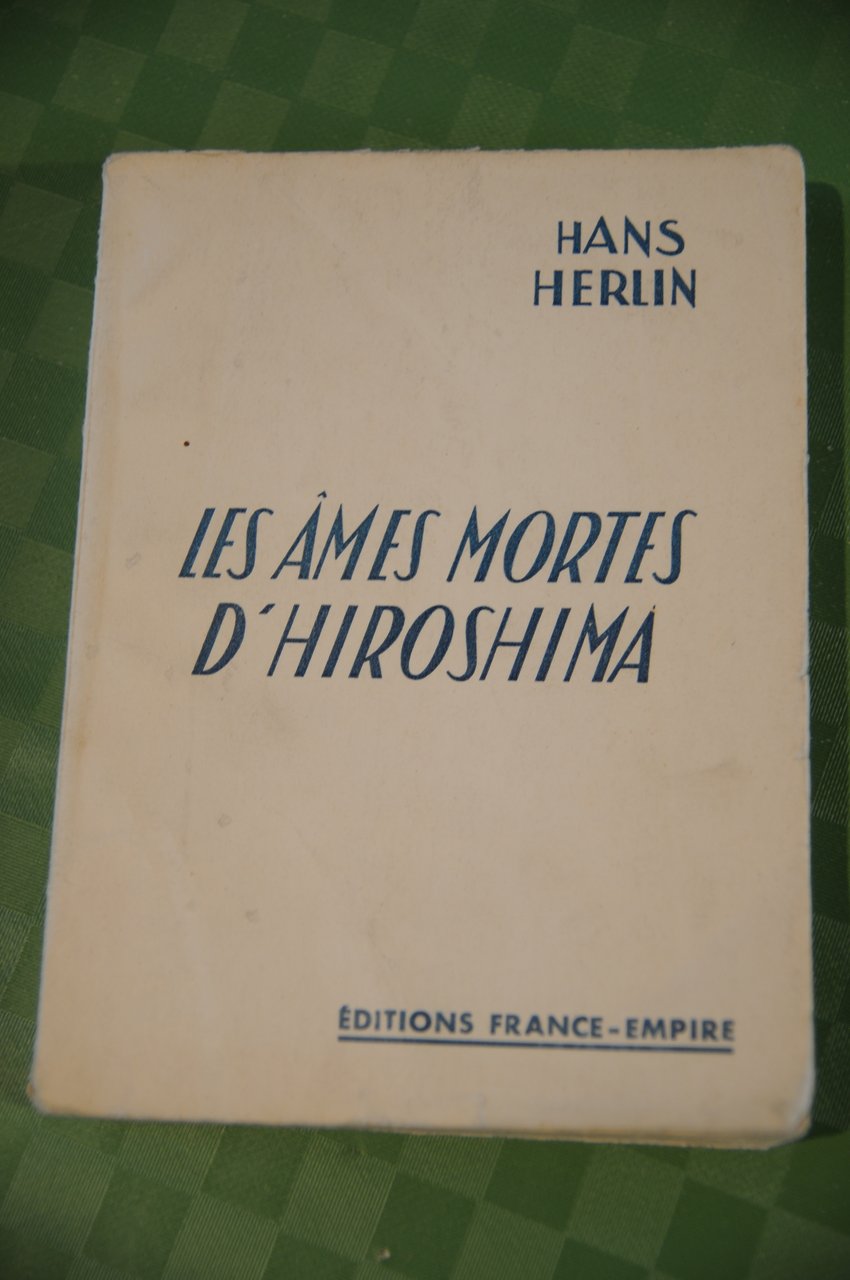 HANS
HERLIN
LES ÂMES MORTES
D'HIROSHIMA
ÉDITIONS FRANCE-EMPIRE